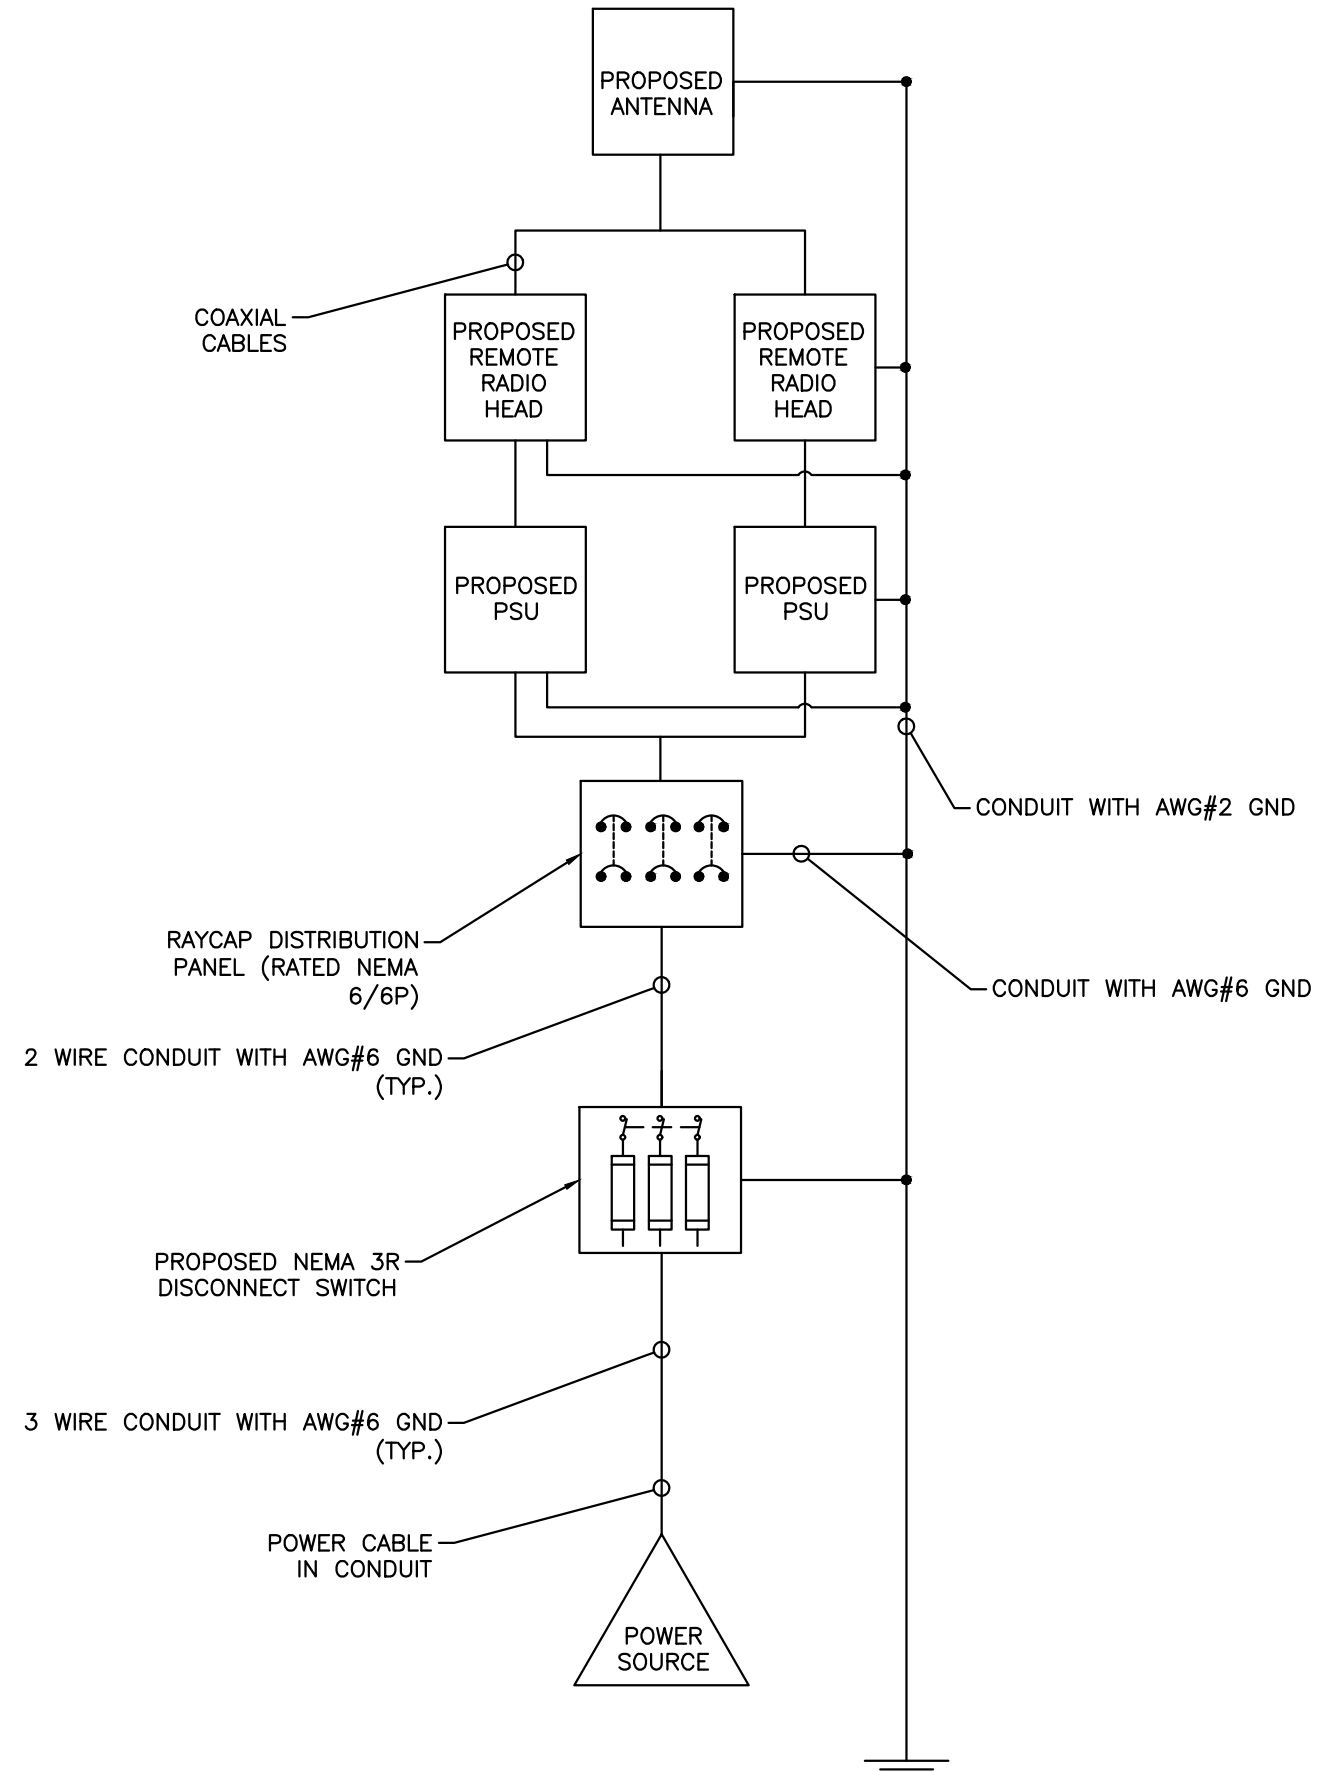 PROPOSED
ANTENNA
COAXIAL
CABLES
PROPOSED
REMOTE
RADIO
HEAD
PROPOSED
REMOTE
RADIO
HEAD
PROPOSED
PSU
PROPOSED
PSU
CONDUIT WITH AWG#2 GND
RAYCAP DISTRIBUTION
PANEL (RATED NEMA
6/6P)
CONDUIT WITH AWG#6 GND
2 WIRE CONDUIT WITH AWG#6 GND
(TYP.)
PROPOSED NEMA 3R
DISCONNECT SWITCH
3 WIRE CONDUIT WITH AWG#6 GND
(TYP.)
POWER CABLE
IN CONDUIT
POWER
SOURCE